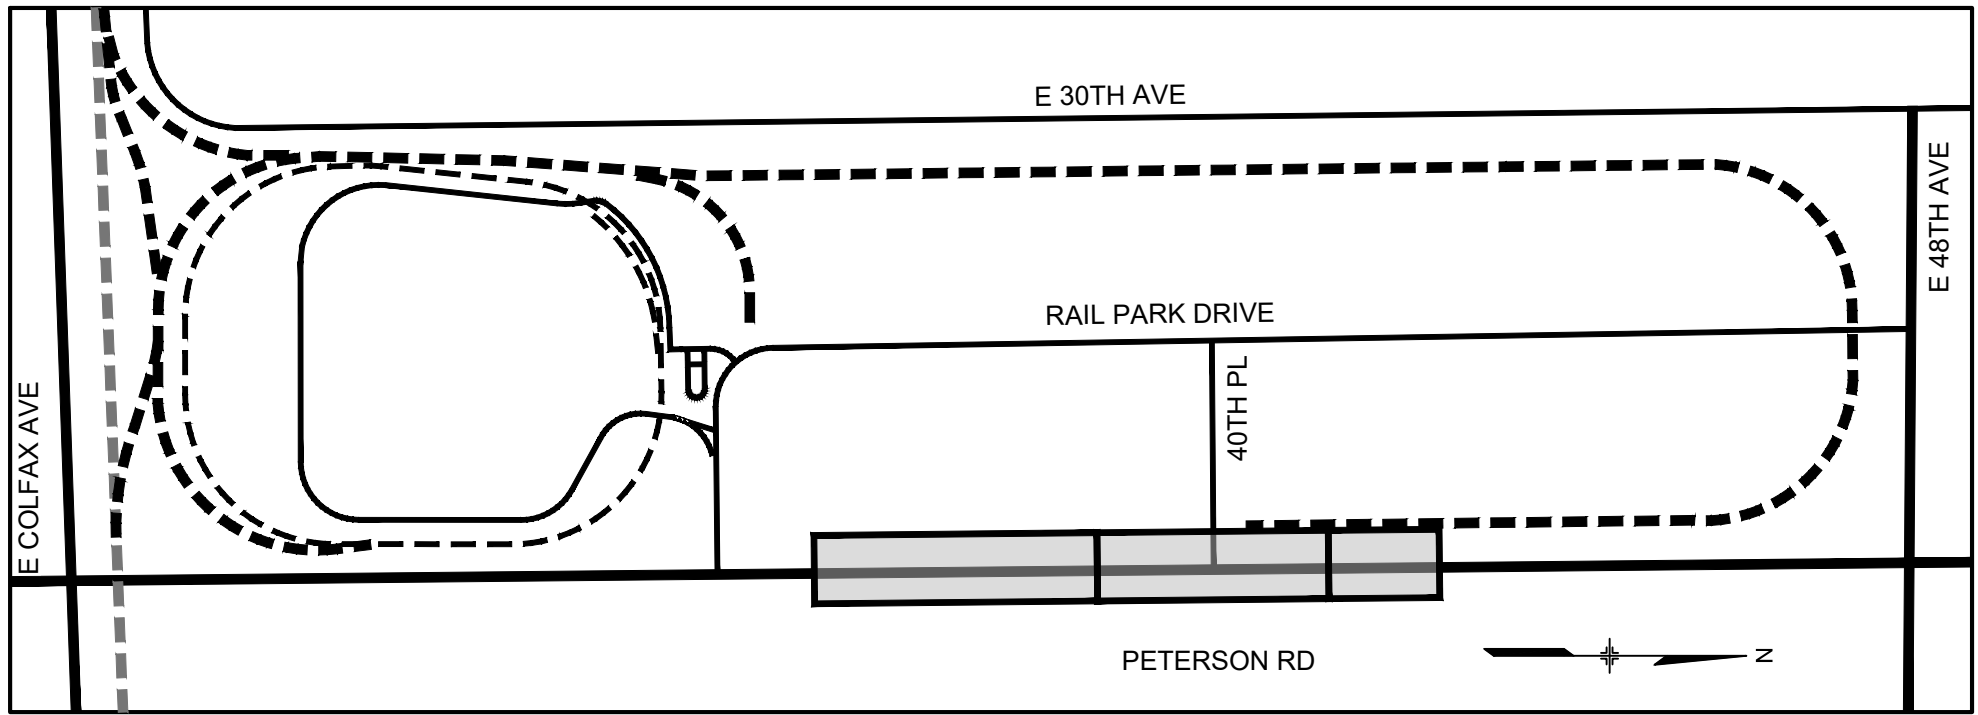 E 30TH AVE
E 48TH AVE
RAIL PARK DRIVE
40TH PL
E COLFAX AVE
PETERSON RD
N